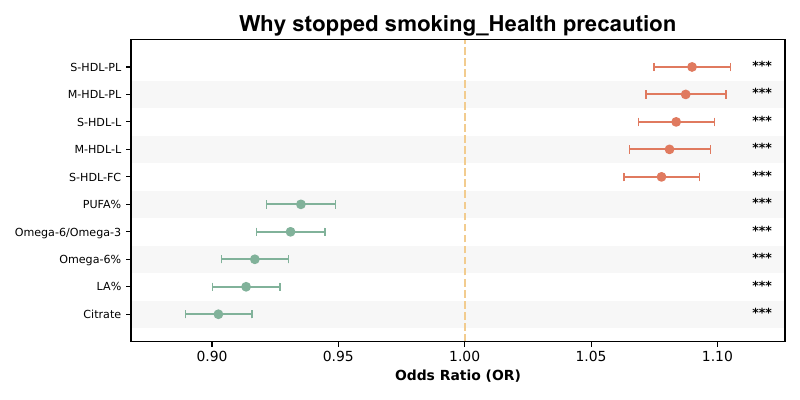 Why stopped smoking_Health precaution
S-HDL-PL ***
M-HDL-PL ***
S-HDL-L ***
M-HDL-L ***
S-HDL-FC ***
PUFA% ***
Omega-6/Omega-3 ***
Omega-6% ***
LA% ***
Citrate ***
0.90 0.95 1.00 1.05 1.10
Odds Ratio (OR)